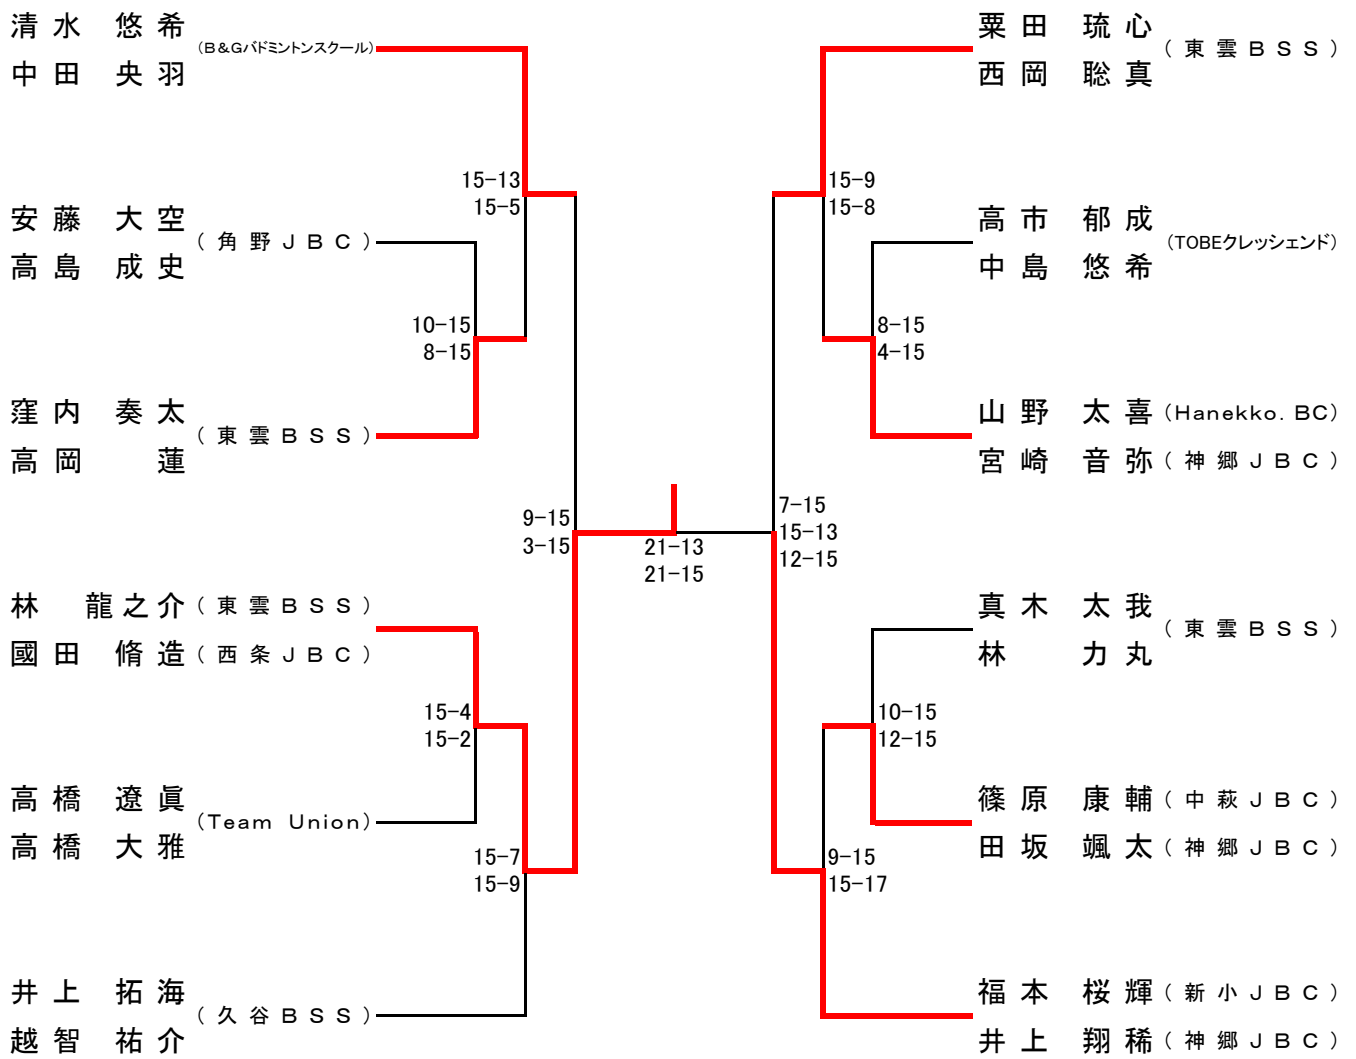 清水 悠希
(B&Gバドミントンスクール)
中田 央羽
15-13
15-5
安藤 大空
(角野JBC)
高島 成史
10-15
8-15
窪内 奏太
(東雲BSS)
高岡 蓮
9-15
3-15
林 龍之介(東雲BSS)
國田 脩造(西条JBC)
15-4
15-2
高橋 遼眞
(Team Union)
高橋 大雅
15-7
15-9
井上 拓海
(久谷BSS)
越智 祐介
21-13
21-15
粟田 琉心
(東雲BSS)
西岡 聡真
15-9
15-8
高市 郁成
(TOBEクレッシェンド)
中島 悠希
8-15
4-15
山野 太喜(Hanekko.BC)
宮崎 音弥(神郷JBC)
7-15
15-13
12-15
真木 太我
(東雲BSS)
林 力丸
10-15
12-15
篠原 康輔(中萩JBC)
田坂 颯太(神郷JBC)
9-15
15-17
福本 桜輝(新小JBC)
井上 翔稀(神郷JBC)